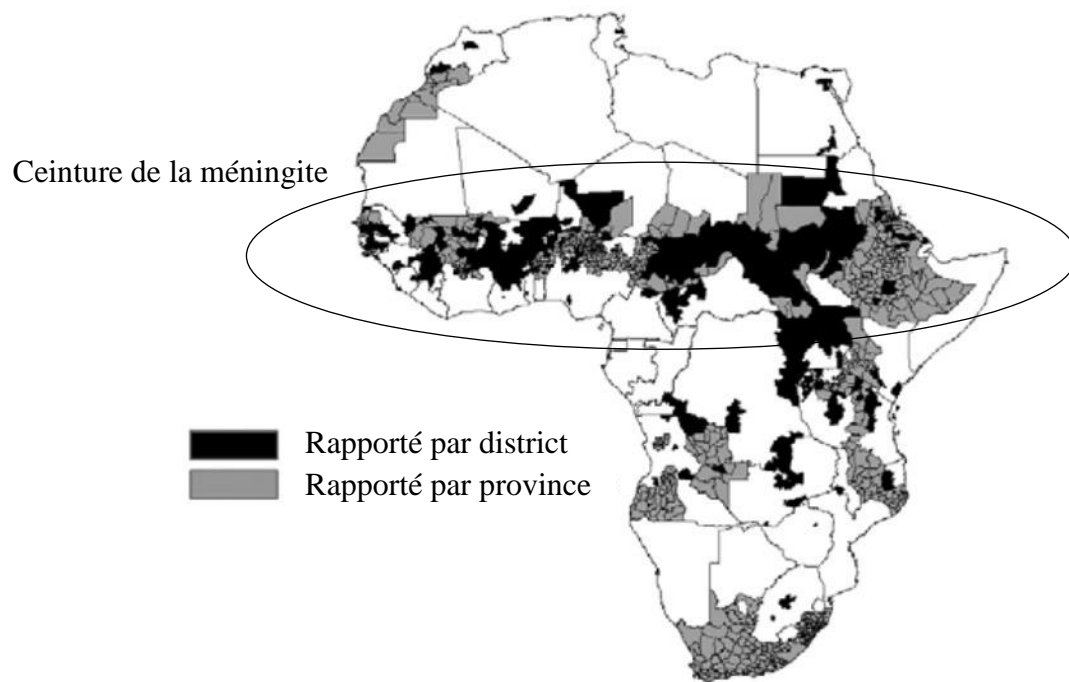 Ceinture de la méningite
Rapporté par district
Rapporté par province